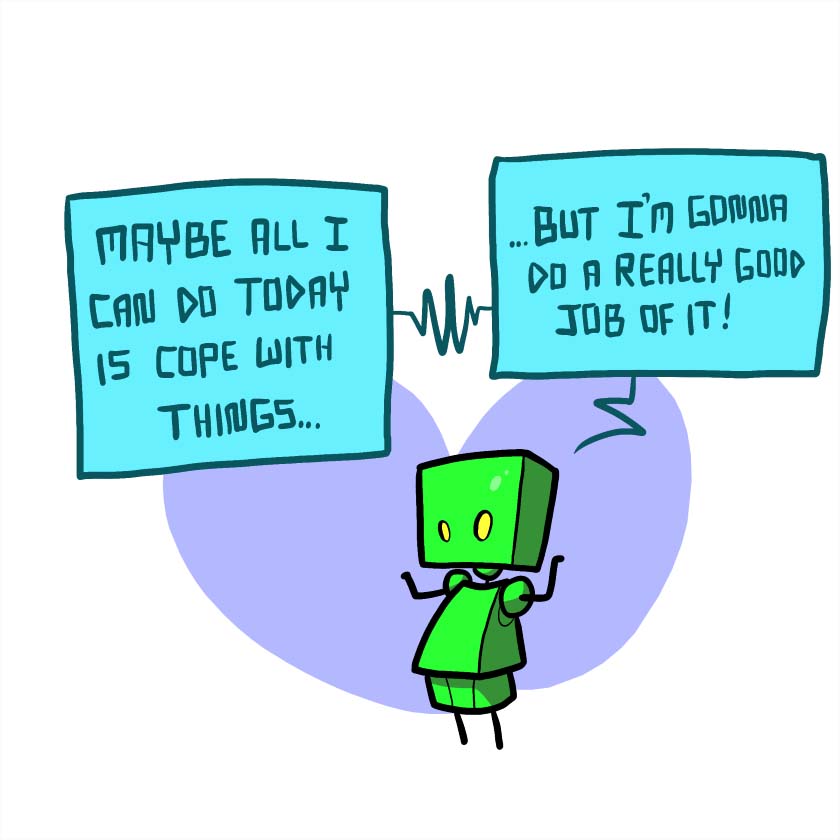 MAYBE ALL I
CAN DO TODAY
IS COPE WITH
THINGS...
...BUT I'M GONNA
DO A REALLY GOOD
JOB OF IT!